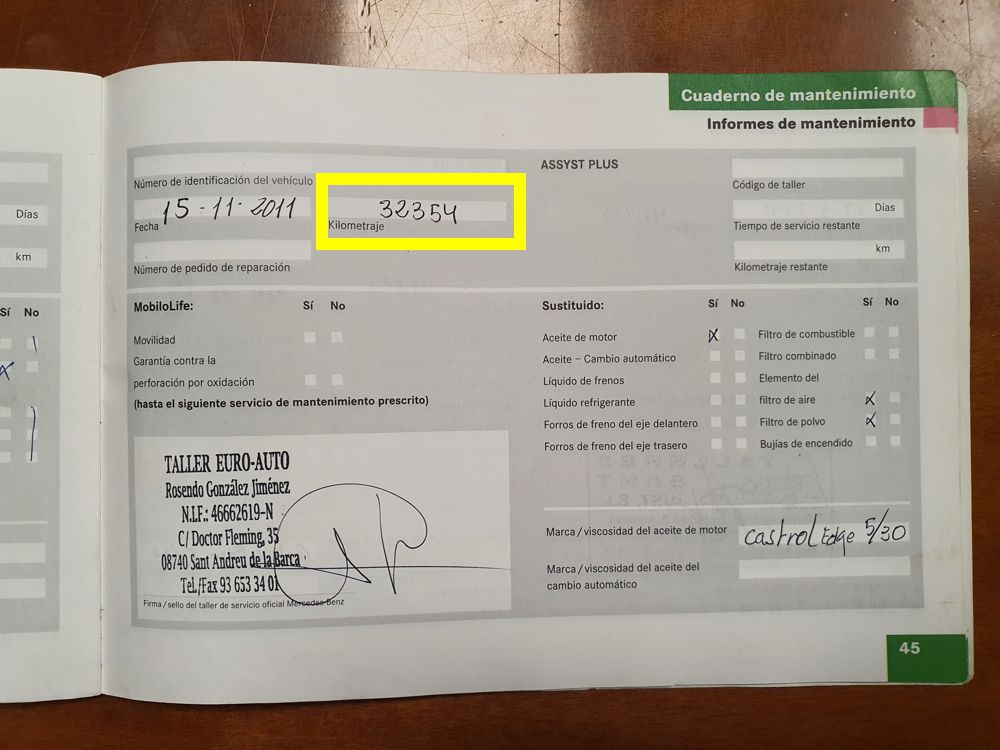 Cuaderno de mantenimiento
Informes de mantenimiento
Número de identificación del vehículo
15-11-2011
Fecha
32354
Kilometraje
Número de pedido de reparación
ASSYST PLUS
Código de taller
Días
Tiempo de servicio restante
km
Kilometraje restante
Días
km
Sí No
MobiloLife: Sí No
Movilidad
Garantía contra la
perforación por oxidación
(hasta el siguiente servicio de mantenimiento prescrito)
Sustituido: Sí No Sí No
Aceite de motor X Filtro de combustible
Aceite – Cambio automático Filtro combinado
Líquido de frenos Elemento del
Líquido refrigerante filtro de aire X
Forros de freno del eje delantero Filtro de polvo X
Forros de freno del eje trasero Bujías de encendido
TALLER EURO-AUTO
Rosendo González Jiménez
N.I.F.: 46662619-N
C/ Doctor Fleming, 35
08740 Sant Andreu de la Barca
Tel./Fax 93 653 34 01
Firma / sello del taller de servicio oficial Mercedes-Benz
Marca / viscosidad del aceite de motor castrol Edge 5/30
Marca / viscosidad del aceite del
cambio automático
45